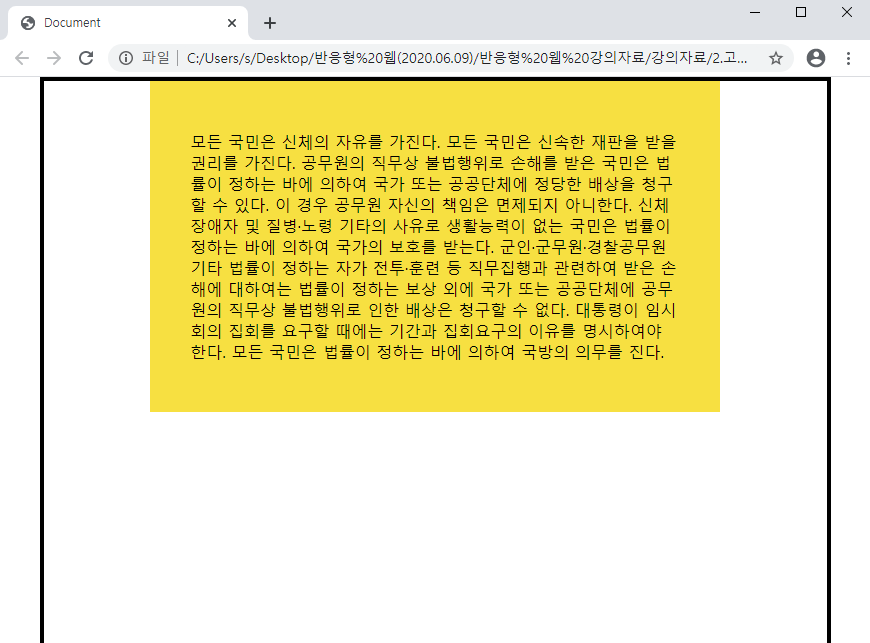 Document
파일
C:/Users/s/Desktop/반응형%20웹(2020.06.09)/반응형%20웹%20강의자료/강의자료/2.고...
모든 국민은 신체의 자유를 가진다. 모든 국민은 신속한 재판을 받을
권리를 가진다. 공무원의 직무상 불법행위로 손해를 받은 국민은 법
률이 정하는 바에 의하여 국가 또는 공공단체에 정당한 배상을 청구
할 수 있다. 이 경우 공무원 자신의 책임은 면제되지 아니한다. 신체
장애자 및 질병·노령 기타의 사유로 생활능력이 없는 국민은 법률이
정하는 바에 의하여 국가의 보호를 받는다. 군인·군무원·경찰공무원
기타 법률이 정하는 자가 전투·훈련 등 직무집행과 관련하여 받은 손
해에 대하여는 법률이 정하는 보상 외에 국가 또는 공공단체에 공무
원의 직무상 불법행위로 인한 배상은 청구할 수 없다. 대통령이 임시
회의 집회를 요구할 때에는 기간과 집회요구의 이유를 명시하여야
한다. 모든 국민은 법률이 정하는 바에 의하여 국방의 의무를 진다.